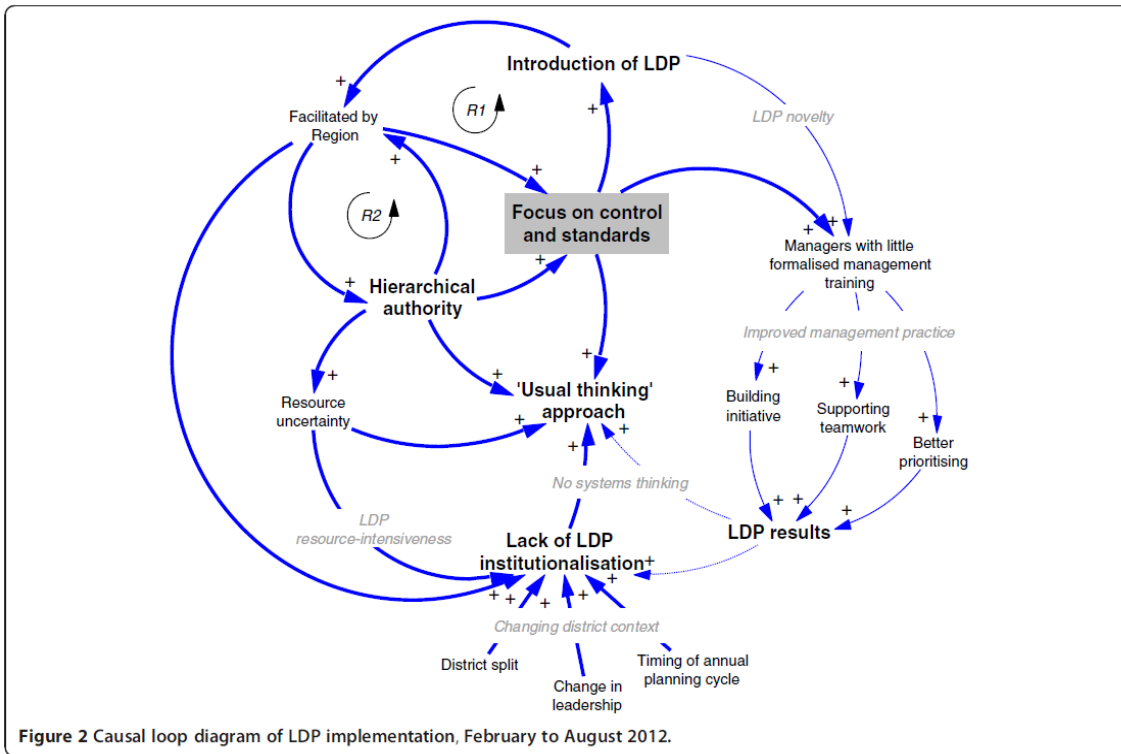 Introduction of LDP
+
+
R1
LDP novelty
Facilitated by
Region
+
+
+
R2
Focus on control
and standards
+
+
Managers with little
formalised management
training
+
+
Hierarchical
authority
Improved management practice
+
+
+
+
+
'Usual thinking'
approach
Resource
uncertainty
Building
initiative
Supporting
teamwork
+
+
+
+
+
Better
prioritising
No systems thinking
LDP
resource-intensiveness
+
+
+
LDP results
Lack of LDP
institutionalisation
+
+
+
+
+
+
+
Changing district context
District split
Timing of annual
planning cycle
Change in
leadership
Figure 2 Causal loop diagram of LDP implementation, February to August 2012.